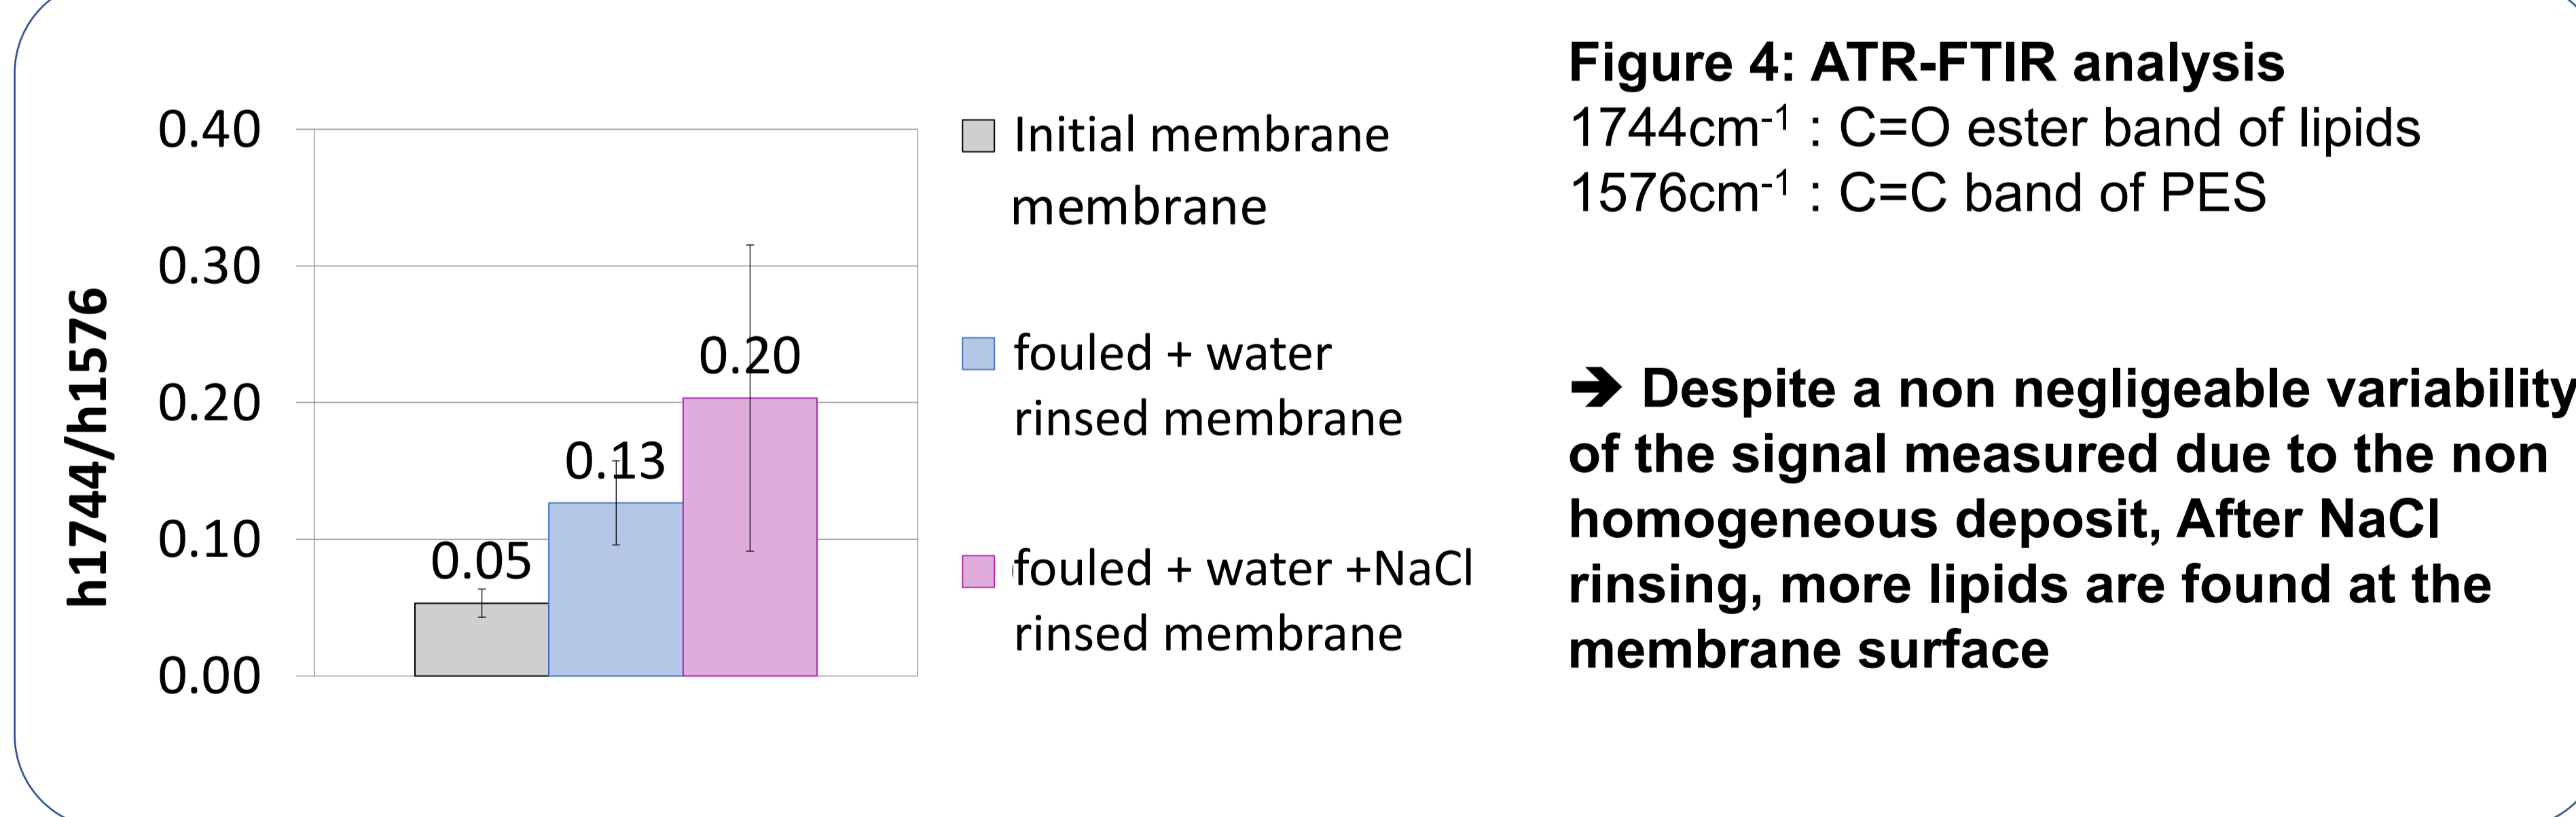 0.40
0.30
0.20
0.10
0.00
h1744/h1576
0.05
0.13
0.20
Initial membrane
membrane
fouled + water
rinsed membrane
fouled + water +NaCl
rinsed membrane
Figure 4: ATR-FTIR analysis
1744cm⁻¹ : C=O ester band of lipids
1576cm⁻¹ : C=C band of PES
➔ Despite a non negligeable variability
of the signal measured due to the non
homogeneous deposit, After NaCl
rinsing, more lipids are found at the
membrane surface